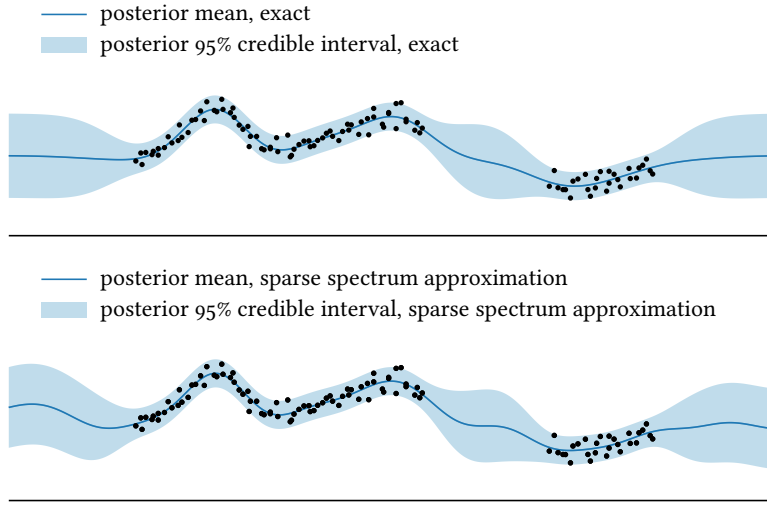 posterior mean, exact
posterior 95% credible interval, exact
posterior mean, sparse spectrum approximation
posterior 95% credible interval, sparse spectrum approximation